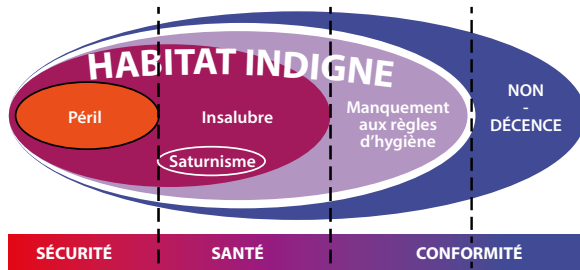 HABITAT INDIGNE
Péril
Insalubre
Saturnisme
Manquement
aux règles
d'hygiène
NON
-
DÉCENCE
SÉCURITÉ
SANTÉ
CONFORMITÉ